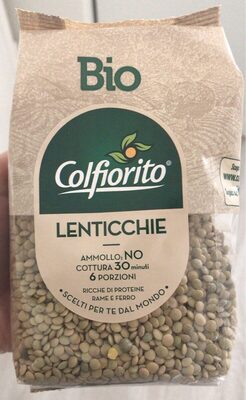 Bio
Colfiorito®
LENTICCHIE
AMMOLLO: NO
COTTURA 30 minuti
6 PORZIONI
RICCHE DI PROTEINE
RAME E FERRO
• SCELTI PER TE DAL MONDO •